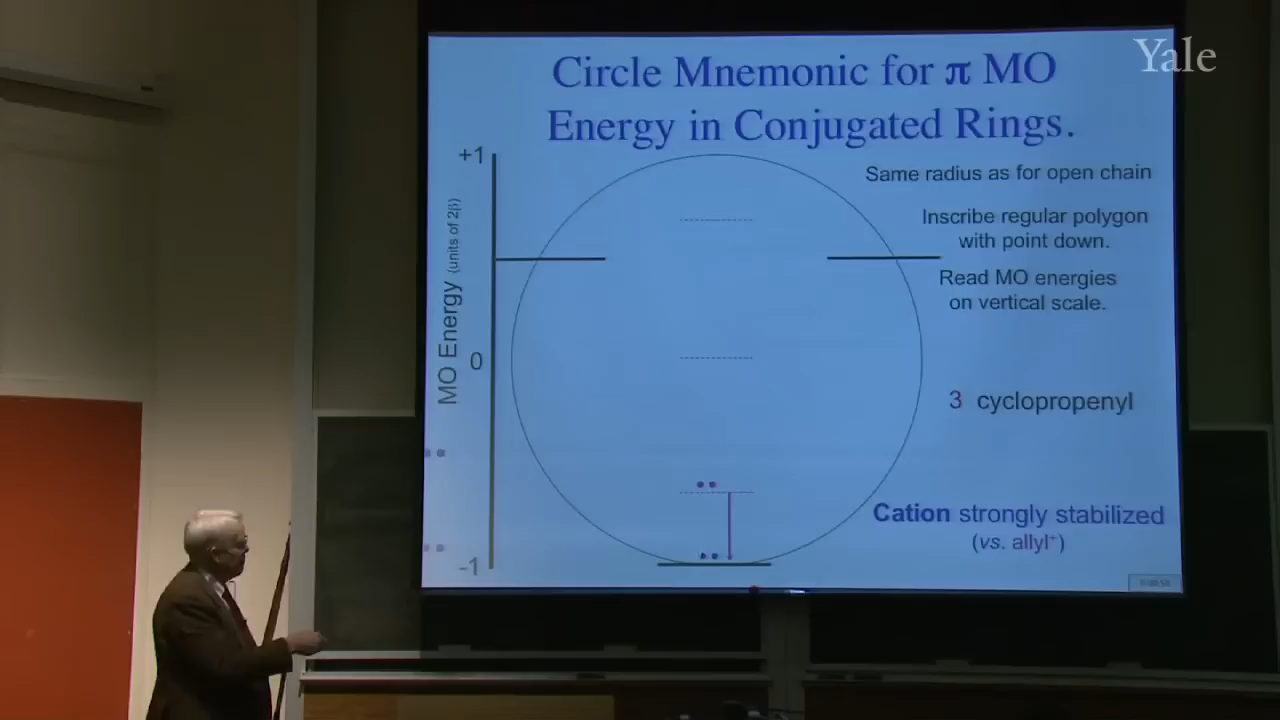 Yale
Circle Mnemonic for π MO
Energy in Conjugated Rings.
+1
Same radius as for open chain
Inscribe regular polygon
with point down.
Read MO energies
on vertical scale.
MO Energy (units of 2β)
0
3 cyclopropenyl
Cation strongly stabilized
(vs. allyl⁺)
-1